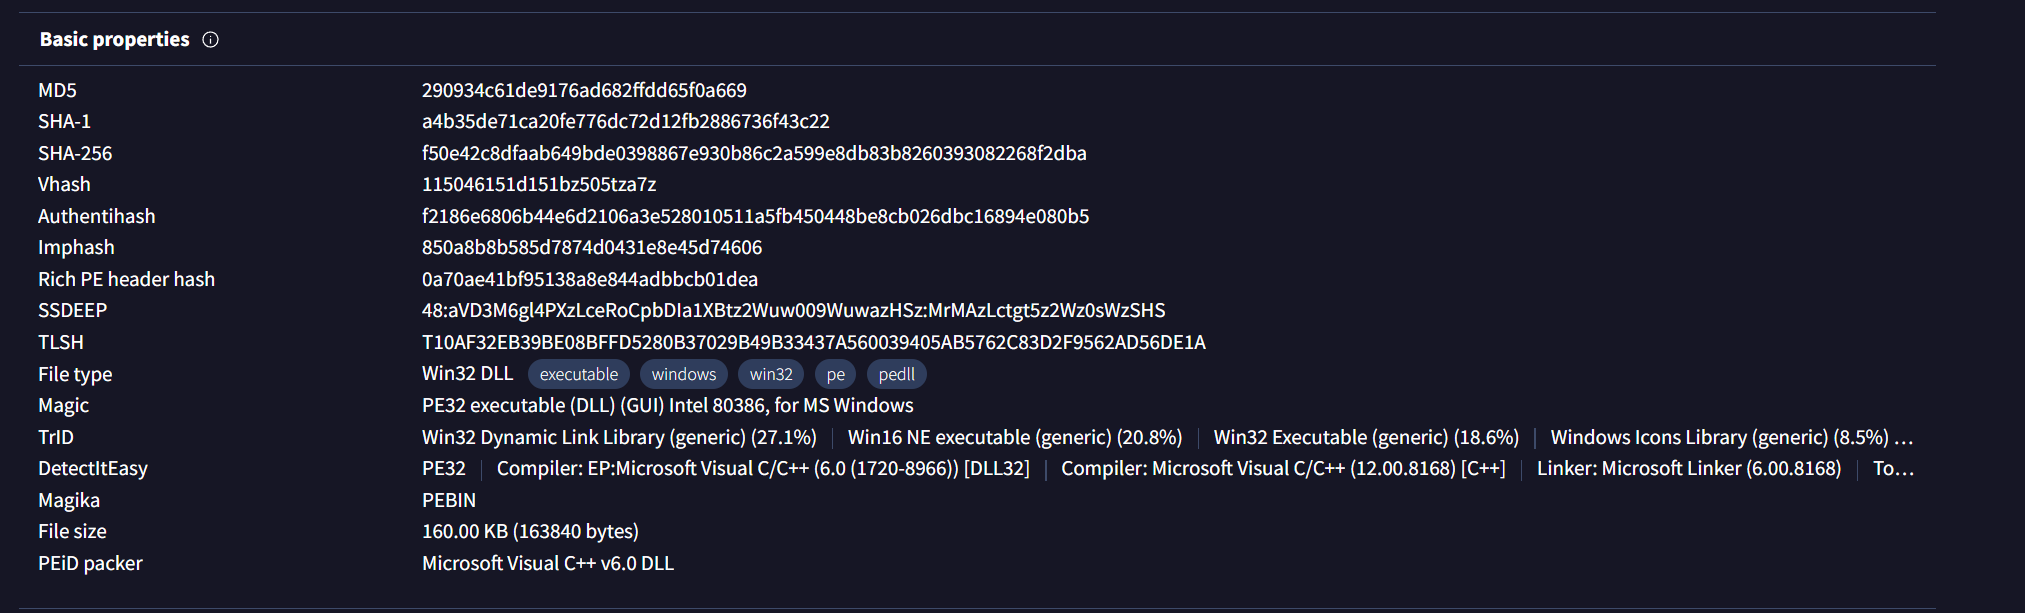 Basic properties
MD5 290934c61de9176ad682ffdd65f0a669
SHA-1 a4b35de71ca20fe776dc72d12fb2886736f43c22
SHA-256 f50e42c8dfaab649bde0398867e930b86c2a599e8db83b8260393082268f2dba
Vhash 115046151d151bz505tza7z
Authentihash f2186e6806b44e6d2106a3e528010511a5fb450448be8cb026dbc16894e080b5
Imphash 850a8b8b585d7874d0431e8e45d74606
Rich PE header hash 0a70ae41bf95138a8e844adbbcb01dea
SSDEEP 48:aVD3M6gl4PXzLceRoCpbDIa1XBtz2Wuw009WuwazHSz:MrMAzLctgt5z2Wz0sWzSHS
TLSH T10AF32EB39BE08BFFD5280B37029B49B33437A560039405AB5762C83D2F9562AD56DE1A
File type Win32 DLL executable windows win32 pe pedll
Magic PE32 executable (DLL) (GUI) Intel 80386, for MS Windows
TrID Win32 Dynamic Link Library (generic) (27.1%) | Win16 NE executable (generic) (20.8%) | Win32 Executable (generic) (18.6%) | Windows Icons Library (generic) (8.5%) ...
DetectItEasy PE32 | Compiler: EP:Microsoft Visual C/C++ (6.0 (1720-8966)) [DLL32] | Compiler: Microsoft Visual C/C++ (12.00.8168) [C++] | Linker: Microsoft Linker (6.00.8168) | To...
Magika PEBIN
File size 160.00 KB (163840 bytes)
PEiD packer Microsoft Visual C++ v6.0 DLL